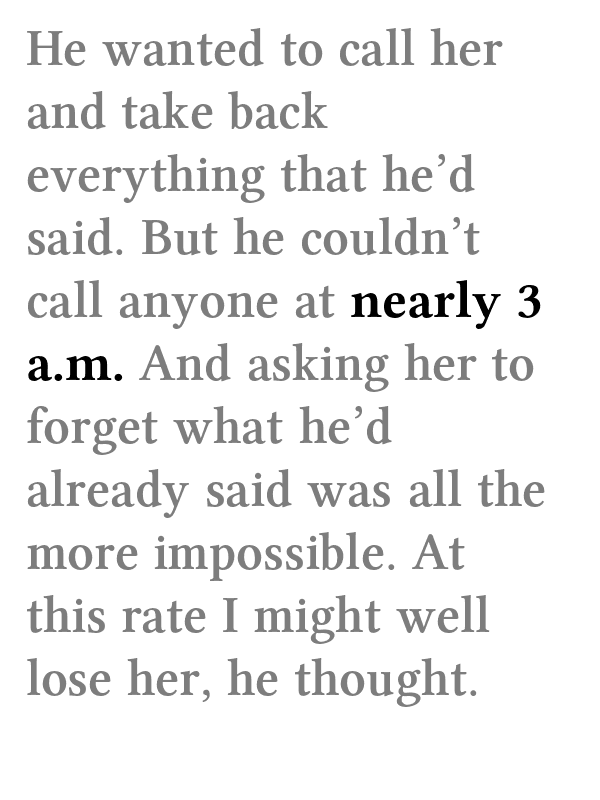 He wanted to call her
and take back
everything that he’d
said. But he couldn’t
call anyone at nearly 3
a.m. And asking her to
forget what he’d
already said was all the
more impossible. At
this rate I might well
lose her, he thought.